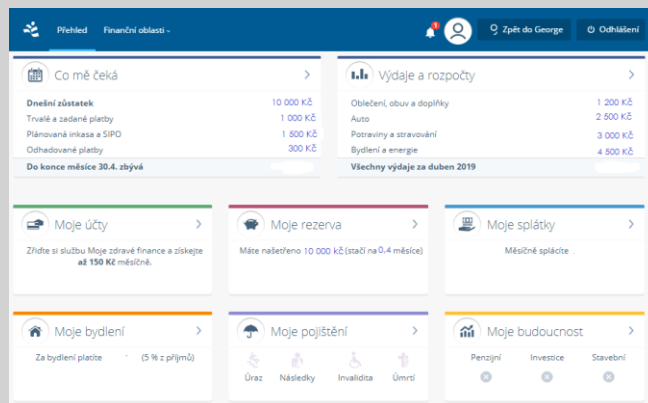 Přehled Finanční oblasti
1
Zpět do George
Odhlášení
Co mě čeká
Dnešní zůstatek 10 000 Kč
Trvalé a zadané platby 1 000 Kč
Plánovaná inkasa a SIPO 1 500 Kč
Odhadované platby 300 Kč
Do konce měsíce 30.4. zbývá
Výdaje a rozpočty
Oblečení, obuv a doplňky 1 200 Kč
Auto 2 500 Kč
Potraviny a stravování 3 000 Kč
Bydlení a energie 4 500 Kč
Všechny výdaje za duben 2019
Moje účty
Zřiďte si službu Moje zdravé finance a získejte
až 150 Kč měsíčně.
Moje rezerva
Máte našetřeno 10 000 kč (stačí na 0,4 měsíce)
Moje splátky
Měsíčně splácíte
Moje bydlení
Za bydlení platíte (5 % z příjmů)
Moje pojištění
Úraz Následky Invalidita Úmrtí
Moje budoucnost
Penzijní Investice Stavební